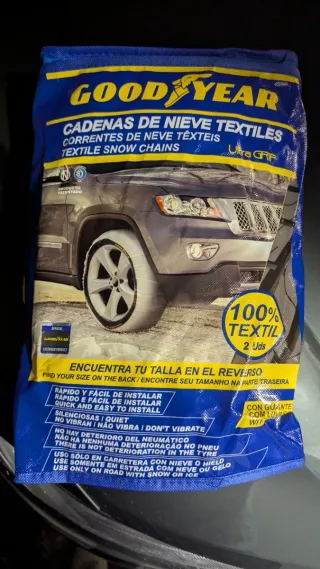 GOODYEAR
CADENAS DE NIEVE TEXTILES
CORRENTES DE NEVE TÊXTEIS
TEXTILE SNOW CHAINS
Ultra GRIP
100%
TEXTIL
2 Uds
ENCUENTRA TU TALLA EN EL REVERSO
FIND YOUR SIZE ON THE BACK / ENCONTRE SEU TAMANHO NA PARTE TRASEIRA
RÁPIDO Y FÁCIL DE INSTALAR
RÁPIDO E FÁCIL DE INSTALAR
QUICK AND EASY TO INSTALL
CON GUANTE
SILENCIOSAS / QUIET
NO VIBRAN / NÃO VIBRA / DON'T VIBRATE
NO HAY DETERIORO DEL NEUMÁTICO
NÃO HÁ NENHUMA DETERIORAÇÃO NO PNEU
THERE IS NOT DETERIORATION IN THE TYRE
USO SÓLO EN CARRETERA CON NIEVE O HIELO
USE SOMENTE EM ESTRADA COM NEVE OU GELO
USE ONLY ON ROAD WITH SNOW OR ICE